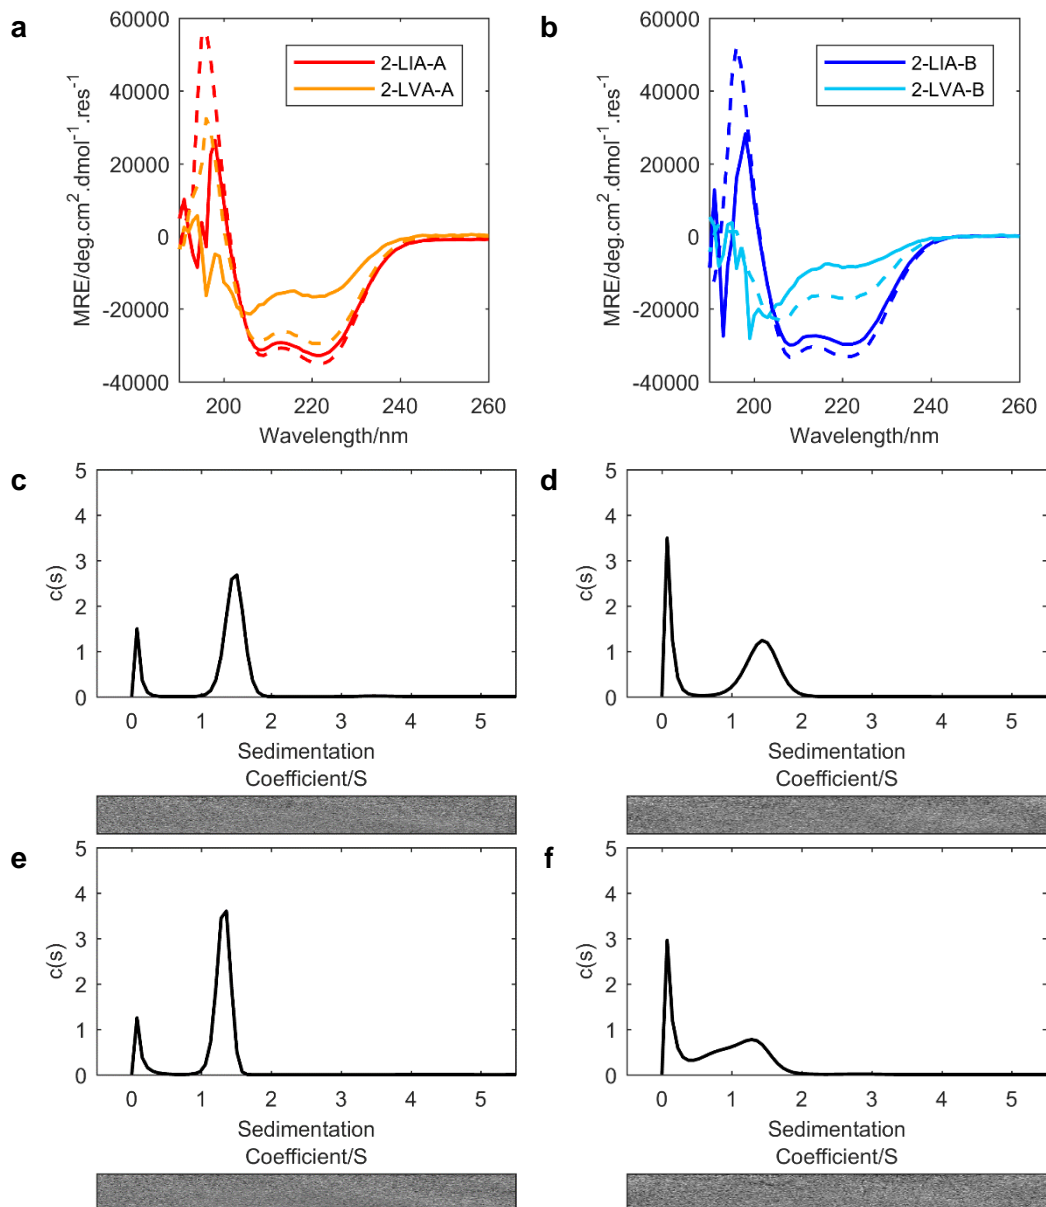 a
60000
40000
20000
0
-20000
-40000
MRE/deg.cm².dmol⁻¹.res⁻¹
2-LIA-A
2-LVA-A
200 220 240 260
Wavelength/nm
b
60000
40000
20000
0
-20000
-40000
MRE/deg.cm².dmol⁻¹.res⁻¹
2-LIA-B
2-LVA-B
200 220 240 260
Wavelength/nm
c
5
4
3
2
1
0
c(s)
0 1 2 3 4 5
Sedimentation
Coefficient/S
d
5
4
3
2
1
0
c(s)
0 1 2 3 4 5
Sedimentation
Coefficient/S
e
5
4
3
2
1
0
c(s)
0 1 2 3 4 5
Sedimentation
Coefficient/S
f
5
4
3
2
1
0
c(s)
0 1 2 3 4 5
Sedimentation
Coefficient/S